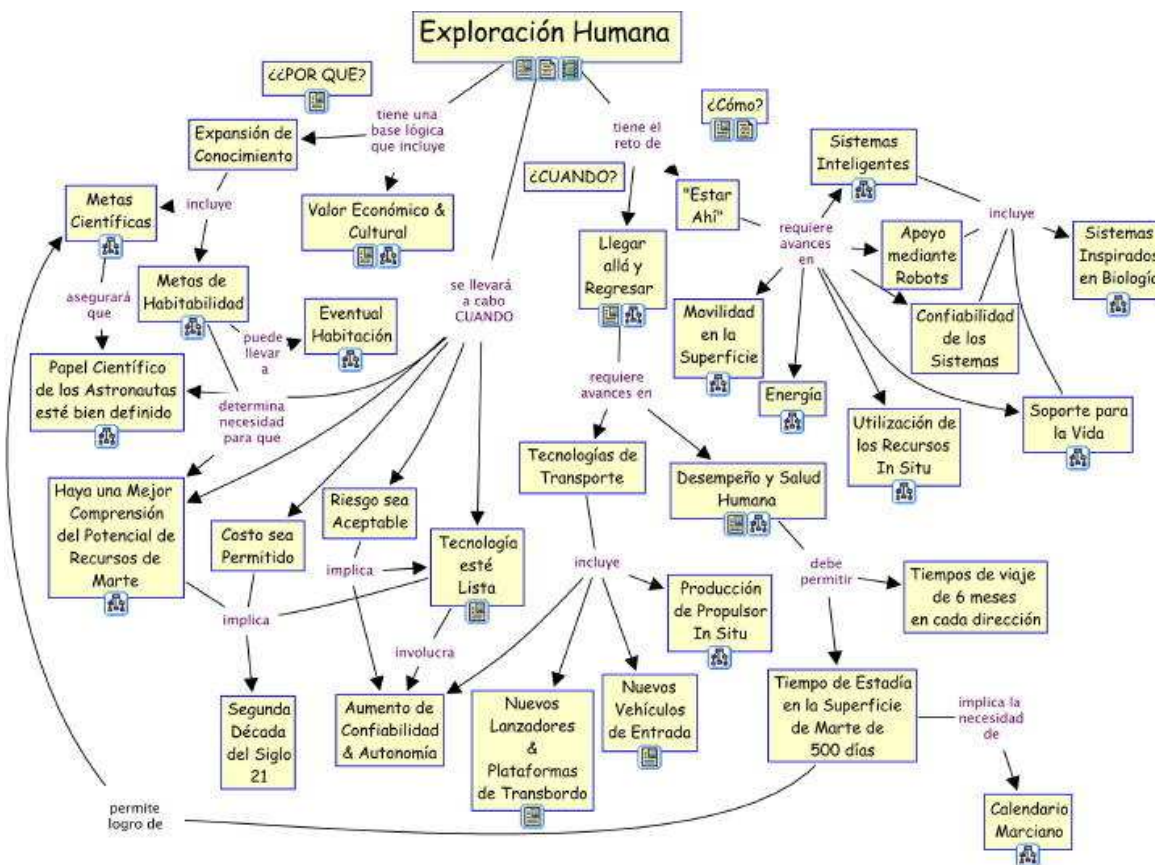 Exploración Humana
¿¿POR QUE?
¿Cómo?
tiene una
base lógica
que incluye
tiene el
reto de
Expansión de
Conocimiento
Sistemas
Inteligentes
¿CUANDO?
"Estar
Ahí"
Metas
Científicas
incluye
Valor Económico &
Cultural
Llegar
allá y
Regresar
requiere
avances
en
Apoyo
mediante
Robots
incluye
Sistemas
Inspirados
en Biología
Metas de
Habitabilidad
asegurará
que
se llevará
a cabo
CUANDO
Eventual
Habitación
puede
llevar
a
Movilidad
en la
Superficie
Confiabilidad
de los
Sistemas
Papel Científico
de los Astronautas
esté bien definido
determina
necesidad
para que
requiere
avances en
Energía
Utilización de
los Recursos
In Situ
Soporte para
la Vida
Tecnologías de
Transporte
Desempeño y Salud
Humana
Haya una Mejor
Comprensión
del Potencial de
Recursos de
Marte
Costo sea
Permitido
Riesgo sea
Aceptable
Tecnología
esté
Lista
implica
implica
incluye
debe
permitir
Producción
de Propulsor
In Situ
Tiempos de viaje
de 6 meses
en cada dirección
involucra
Segunda
Década
del Siglo
21
Aumento de
Confiabilidad
& Autonomía
Nuevos
Lanzadores
&
Plataformas
de Transbordo
Nuevos
Vehículos
de Entrada
Tiempo de Estadía
en la Superficie
de Marte de
500 días
implica la
necesidad
de
permite
logro de
Calendario
Marciano